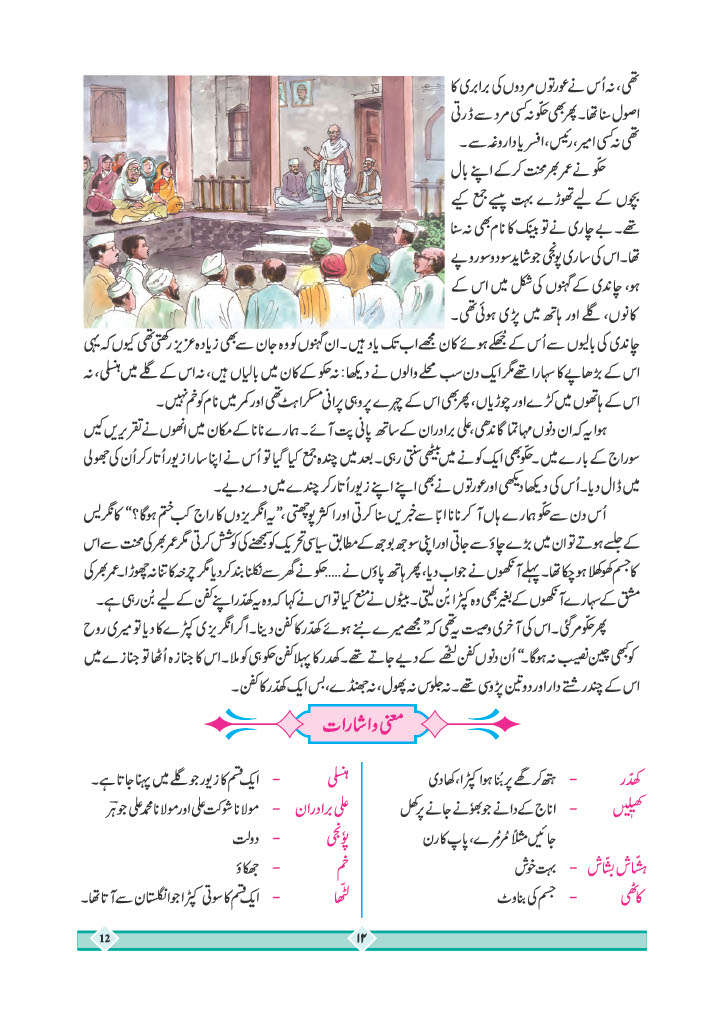 تھی، نہ اُس نے عورتوں مردوں کی برابری کا
اصول سنا تھا۔ پھر بھی حکّو نہ کسی مرد سے ڈرتی
تھی نہ کسی امیر، رئیس، افسر یا داروغہ سے۔
حکّو نے عمر بھر محنت کر کے اپنے بال
بچوں کے لیے تھوڑے بہت پیسے جمع کیے
تھے۔ بے چاری نے تو بینک کا نام بھی نہ سنا
تھا۔ اس کی ساری پونجی جو شاید سو دو سو روپے
ہو، چاندی کے گہنوں کی شکل میں اس کے
کانوں، گلے اور ہاتھ میں پڑی ہوئی تھی۔
چاندی کی بالیوں سے اُس کے جُھکے ہوئے کان مجھے اب تک یاد ہیں۔ ان گہنوں کو وہ جان سے بھی زیادہ عزیز رکھتی تھی کیوں کہ یہی
اس کے بڑھاپے کا سہارا تھے مگر ایک دن سب محلے والوں نے دیکھا: نہ حکو کے کان میں بالیاں ہیں، نہ اس کے گلے میں ہنسلی، نہ
اس کے ہاتھوں میں کڑے اور چوڑیاں، پھر بھی اس کے چہرے پر وہی پرانی مسکراہٹ تھی اور کمر میں نام کو خم نہیں۔
ہوا یہ کہ ان دنوں مہاتما گاندھی، علی برادران کے ساتھ پانی پت آئے۔ ہمارے نانا کے مکان میں انھوں نے تقریریں کیں
سوراج کے بارے میں۔ حکّو بھی ایک کونے میں بیٹھی سنتی رہی۔ بعد میں چندہ جمع کیا گیا تو اُس نے اپنا سارا زیور اُتار کر اُن کی جھولی
میں ڈال دیا۔ اُس کی دیکھا دیکھی اور عورتوں نے بھی اپنے اپنے زیور اُتار کر چندے میں دے دیے۔
اُس دن سے حکّو ہمارے ہاں آ کر نانا ابّا سے خبریں سنا کرتی اور اکثر پوچھتی، ”یہ انگریزوں کا راج کب ختم ہوگا؟“ کانگریس
کے جلسے ہوتے تو ان میں بڑے چاؤ سے جاتی اور اپنی سوجھ بوجھ کے مطابق سیاسی تحریک کو سمجھنے کی کوشش کرتی مگر عمر بھر کی محنت سے اس
کا جسم کھوکھلا ہو چکا تھا۔ پہلے آنکھوں نے جواب دیا، پھر ہاتھ پاؤں نے..... حکو نے گھر سے نکلنا بند کر دیا مگر چرخہ کاتنا نہ چھوڑا۔ عمر بھر کی
مشق کے سہارے آنکھوں کے بغیر بھی وہ کپڑا بُن لیتی۔ بیٹوں نے منع کیا تو اس نے کہا کہ وہ یہ کھدّر اپنے کفن کے لیے بُن رہی ہے۔
پھر حکّو مر گئی۔ اس کی آخری وصیت یہ تھی کہ ”مجھے میرے بُنے ہوئے کھدّر کا کفن دینا۔ اگر انگریزی کپڑے کا دیا تو میری روح
کو کبھی چین نصیب نہ ہوگا۔“ اُن دنوں کفن لٹھے کے دیے جاتے تھے۔ کھدر کا پہلا کفن حکو ہی کو ملا۔ اس کا جنازہ اُٹھا تو جنازے میں
اس کے چند رشتے دار اور دو تین پڑوسی تھے۔ نہ جلوس نہ پھول، نہ جھنڈے، بس ایک کھدّر کا کفن۔
معنی و اشارات
کھدّر - ہتھ کرگھے پر بُنا ہوا کپڑا، کھادی
کھیلیں - اناج کے دانے جو بھوٗنے جانے پر کھل
جائیں مثلاً مُرمُرے، پاپ کارن
ہشّاش بشّاش - بہت خوش
کاٹھی - جسم کی بناوٹ
ہنسلی - ایک قسم کا زیور جو گلے میں پہنا جاتا ہے۔
علی برادران - مولانا شوکت علی اور مولانا محمد علی جوہرؔ
پوٗنجی - دولت
خم - جھکاؤ
لٹّھا - ایک قسم کا سوتی کپڑا جو انگلستان سے آتا تھا۔
۱۲
12